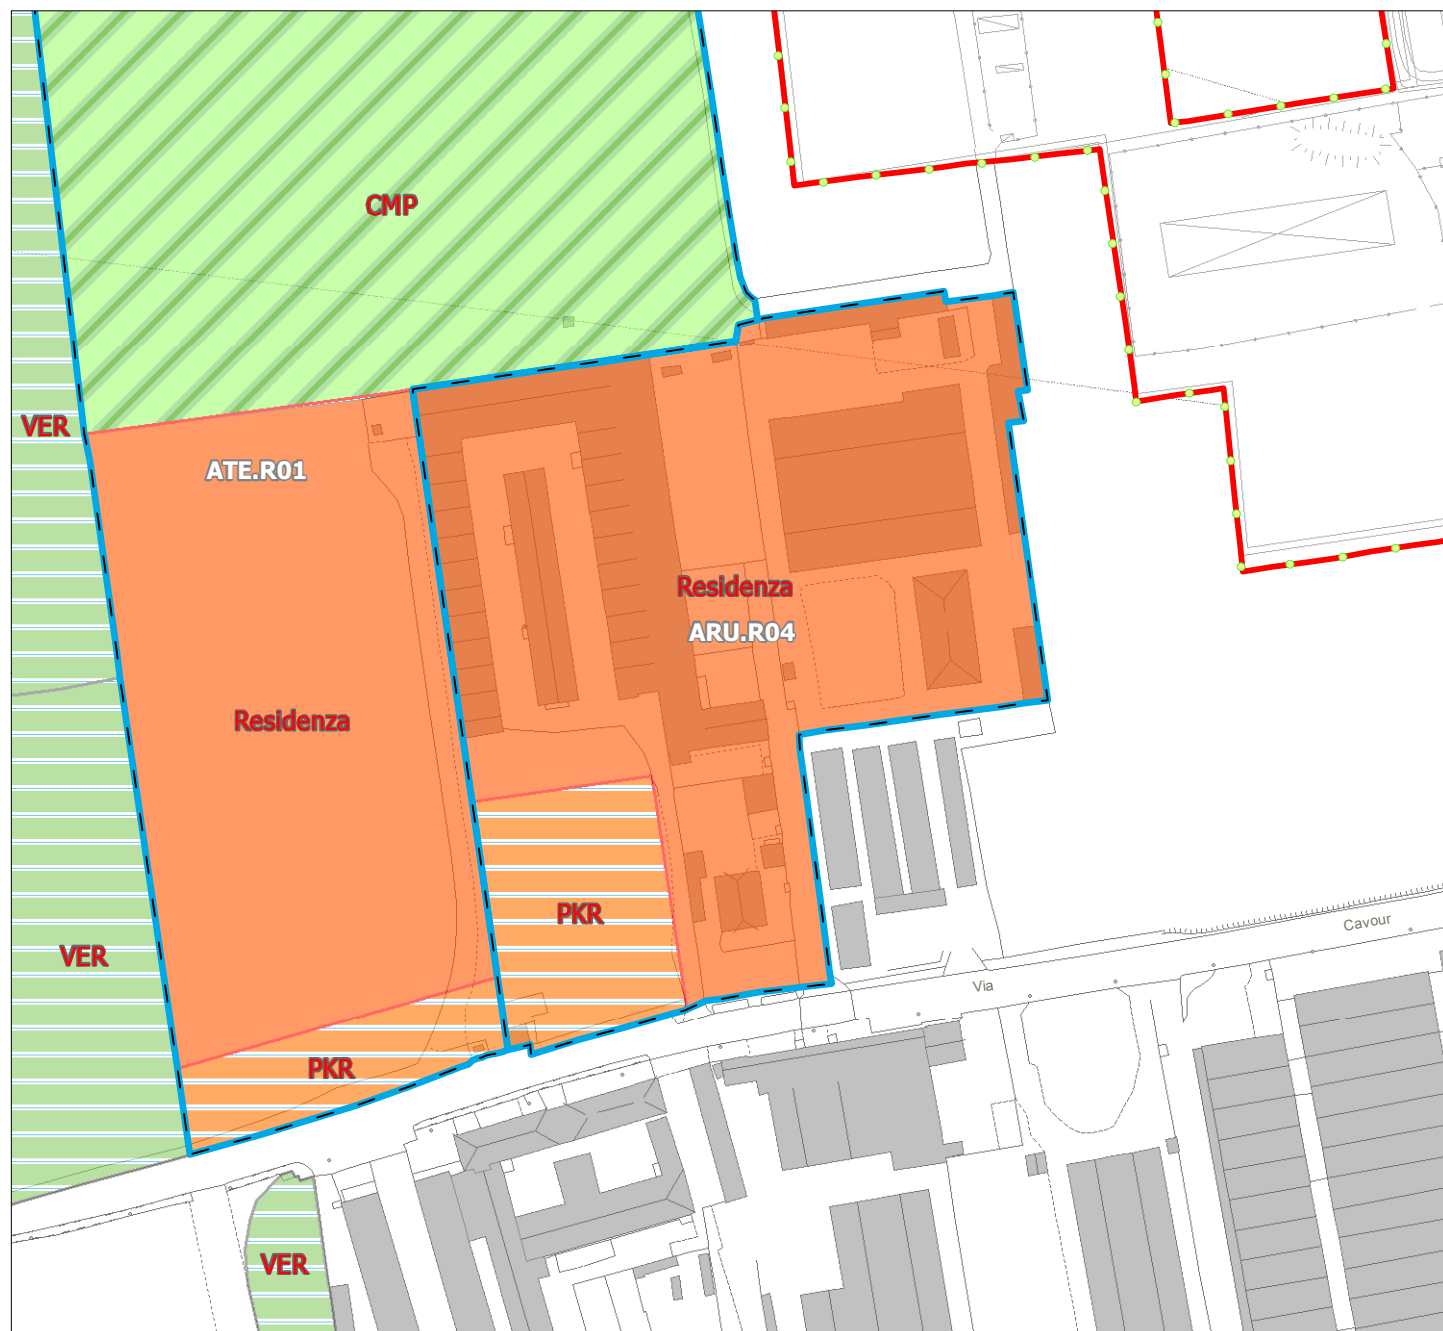 CMP
VER
ATE.R01
Residenza
ARU.R04
Residenza
PKR
Cavour
VER
Via
PKR
VER